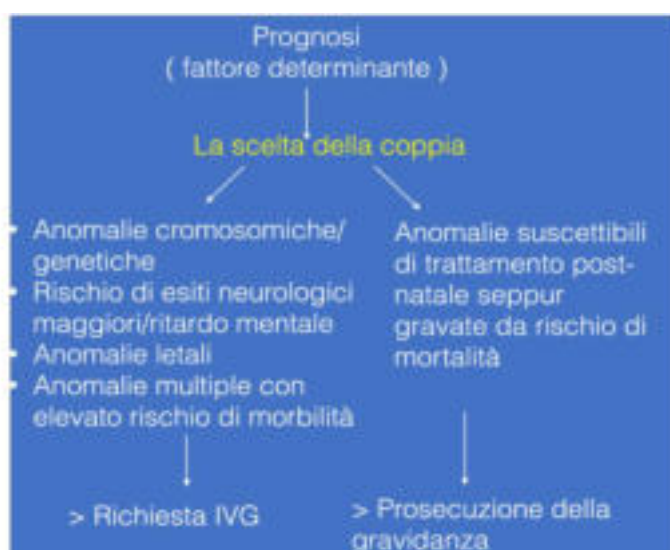 Prognosi
( fattore determinante )
La scelta della coppia
Anomalie cromosomiche/
genetiche
Rischio di esiti neurologici
maggiori/ritardo mentale
Anomalie letali
Anomalie multiple con
elevato rischio di morbilità
> Richiesta IVG
Anomalie suscettibili
di trattamento post-
natale seppur
gravate da rischio di
mortalità
> Prosecuzione della
gravidanza